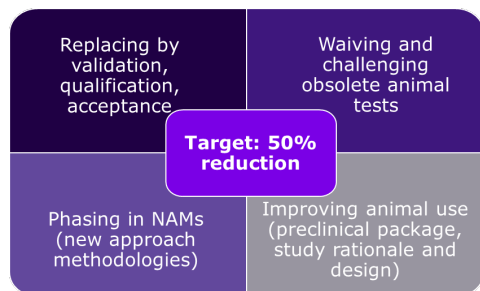 Replacing by
validation,
qualification,
acceptance
Waiving and
challenging
obsolete animal
tests
Target: 50%
reduction
Phasing in NAMs
(new approach
methodologies)
Improving animal use
(preclinical package,
study rationale and
design)